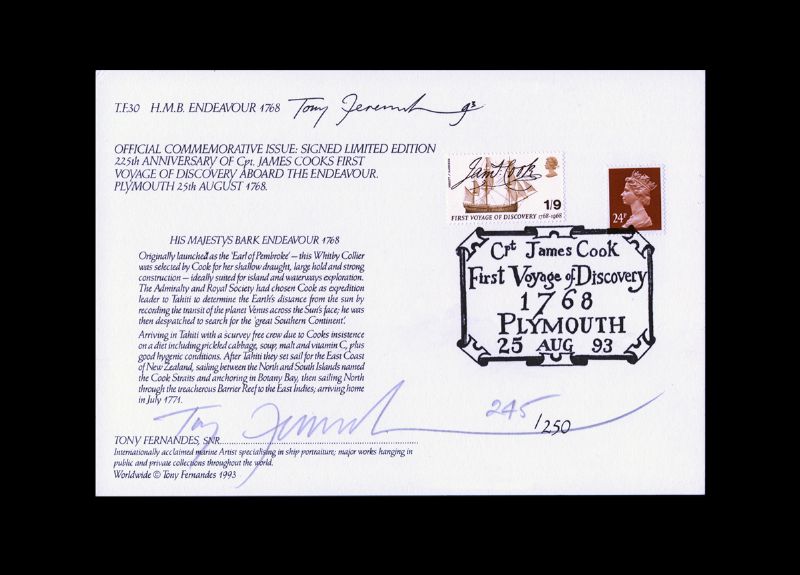 T.F.30 H.M.B. ENDEAVOUR 1768 Tony Fernandes 93
OFFICIAL COMMEMORATIVE ISSUE: SIGNED LIMITED EDITION
225th ANNIVERSARY OF Cpt. JAMES COOKS FIRST
VOYAGE OF DISCOVERY ABOARD THE ENDEAVOUR.
PLYMOUTH 25th AUGUST 1768.
Jam.s Cook
1/9
FIRST VOYAGE OF DISCOVERY 1768-1968
24P
HIS MAJESTYS BARK ENDEAVOUR 1768
Originally launched as the 'Earl of Pembroke' – this Whitby Collier
was selected by Cook for her shallow draught, large hold and strong
construction – ideally suited for island and waterways exploration.
The Admiralty and Royal Society had chosen Cook as expedition
leader to Tahiti to determine the Earth's distance from the sun by
recording the transit of the planet Venus across the Sun's face; he was
then despatched to search for the 'great Southern Continent'.
Arriving in Tahiti with a scurvey free crew due to Cooks insistence
on a diet including pickled cabbage, soup, malt and vitamin C, plus
good hygenic conditions. After Tahiti they set sail for the East Coast
of New Zealand, sailing between the North and South Islands named
the Cook Straits and anchoring in Botany Bay, then sailing North
through the treacherous Barrier Reef to the East Indies; arriving home
in July 1771.
Cpt James Cook
First Voyage of Discovery
1768
PLYMOUTH
25 AUG 93
Tony Fernandes
245/250
TONY FERNANDES, SNR.
Internationally acclaimed marine Artist specialising in ship portraiture; major works hanging in
public and private collections throughout the world.
Worldwide © Tony Fernandes 1993